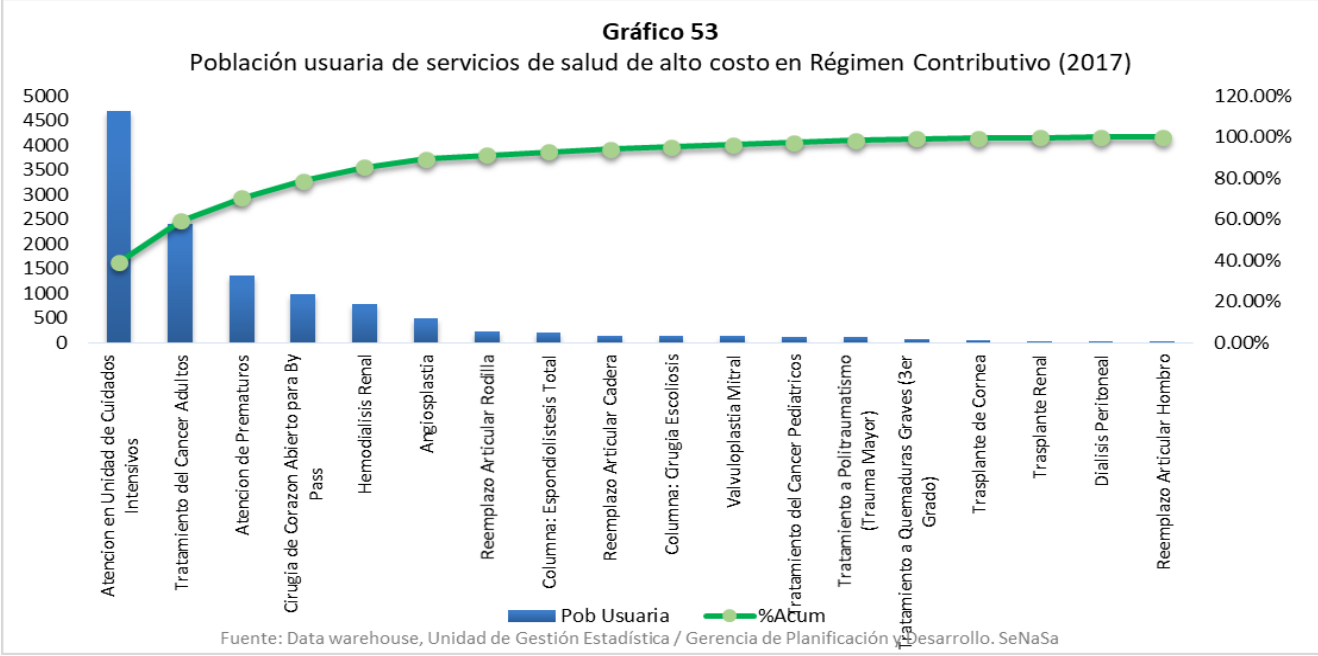 Gráfico 53
Población usuaria de servicios de salud de alto costo en Régimen Contributivo (2017)
5000
4500
4000
3500
3000
2500
2000
1500
1000
500
0
120.00%
100.00%
80.00%
60.00%
40.00%
20.00%
0.00%
Atencion en Unidad de Cuidados
Intensivos
Tratamiento del Cancer Adultos
Atencion de Prematuros
Cirugia de Corazon Abierto para By
Pass
Hemodialisis Renal
Angiosplastia
Reemplazo Articular Rodilla
Columna: Espondiolistesis Total
Reemplazo Articular Cadera
Columna: Cirugia Escoliosis
Valvuloplastia Mitral
Tratamiento del Cancer Pediatricos
Tratamiento a Politraumatismo
(Trauma Mayor)
Tratamiento a Quemaduras Graves (3er
Grado)
Trasplante de Cornea
Trasplante Renal
Dialisis Peritoneal
Reemplazo Articular Hombro
Pob Usuaria
%Acum
Fuente: Data warehouse, Unidad de Gestión Estadística / Gerencia de Planificación y Desarrollo. SeNaSa